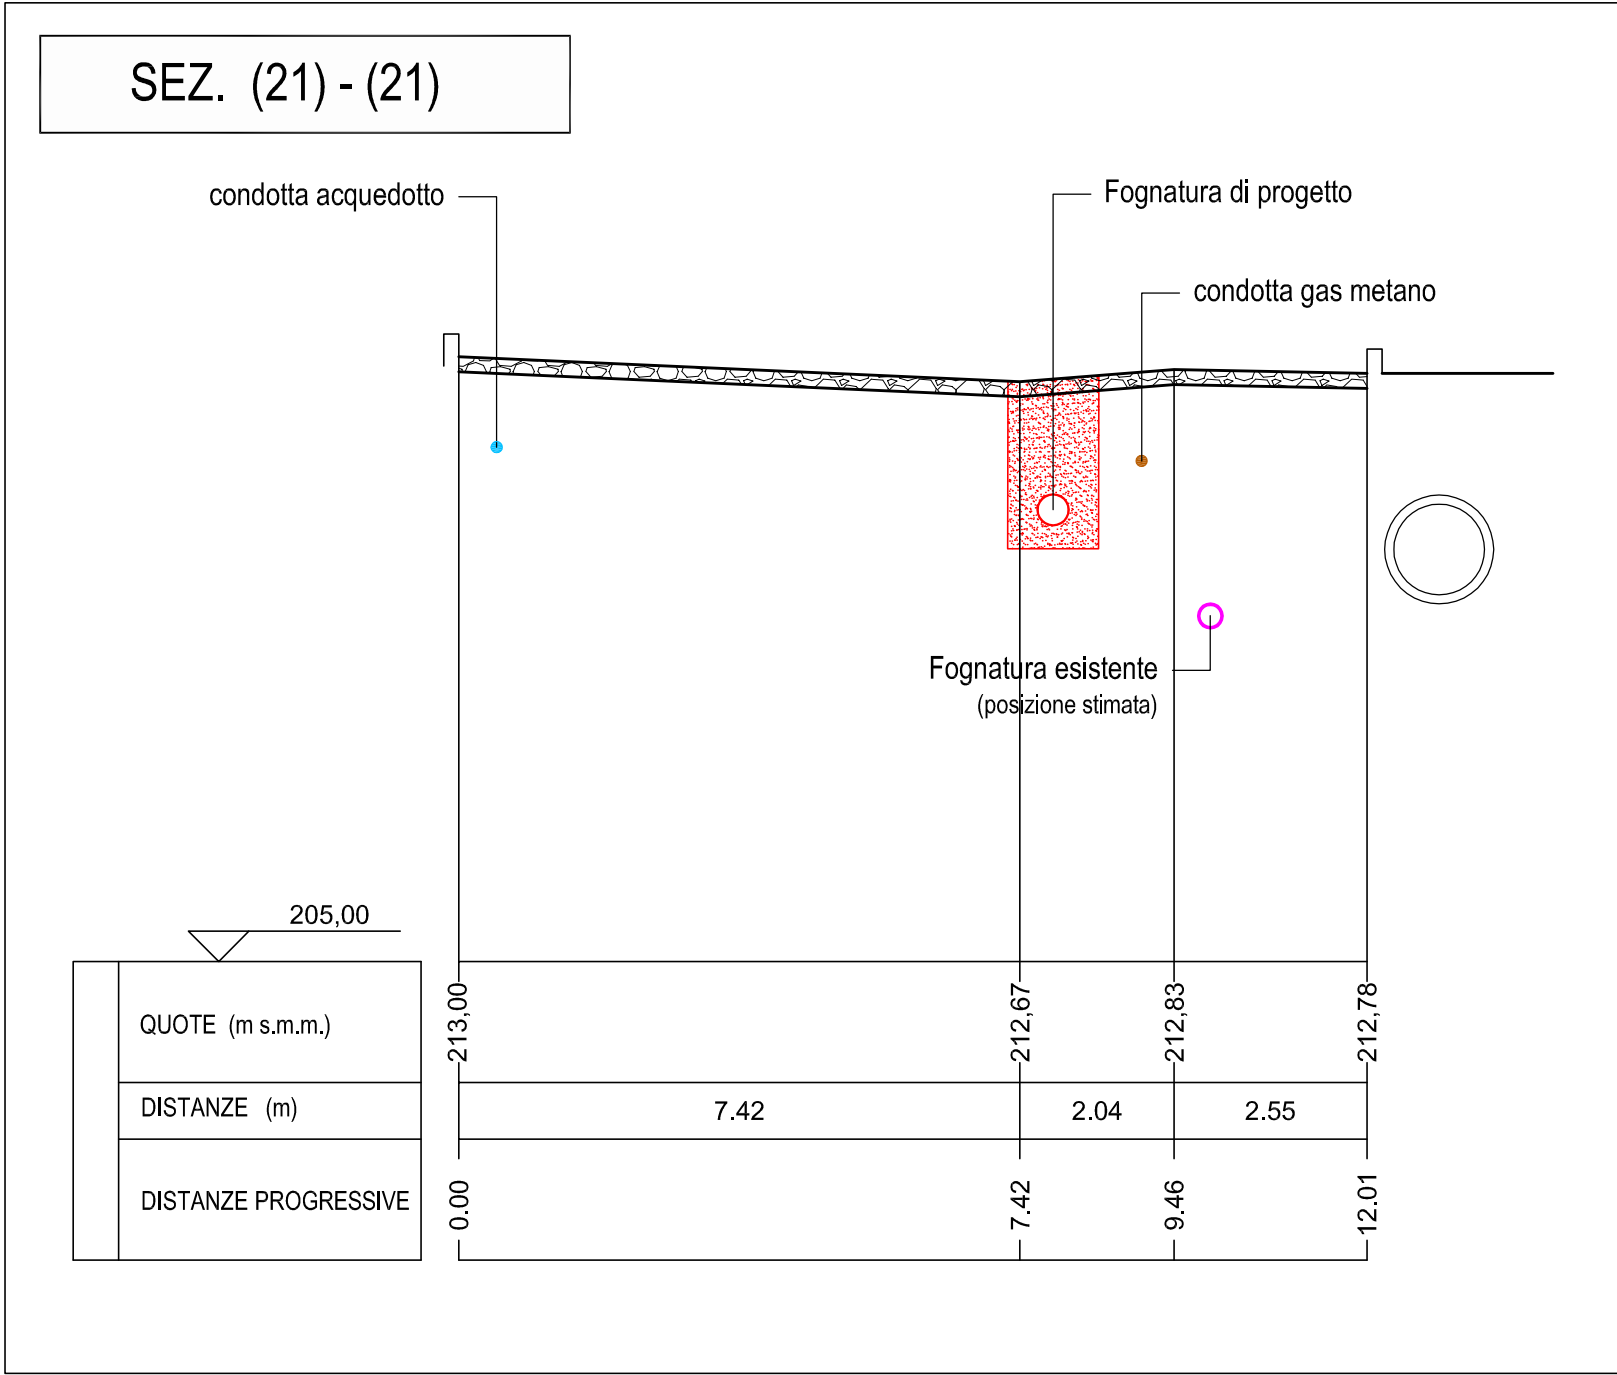 SEZ. (21) - (21)
condotta acquedotto
Fognatura di progetto
condotta gas metano
Fognatura esistente
(posizione stimata)
205,00
QUOTE (m s.m.m.)
213,00
212,67
212,83
212,78
DISTANZE (m)
7.42
2.04
2.55
DISTANZE PROGRESSIVE
0.00
7.42
9.46
12.01